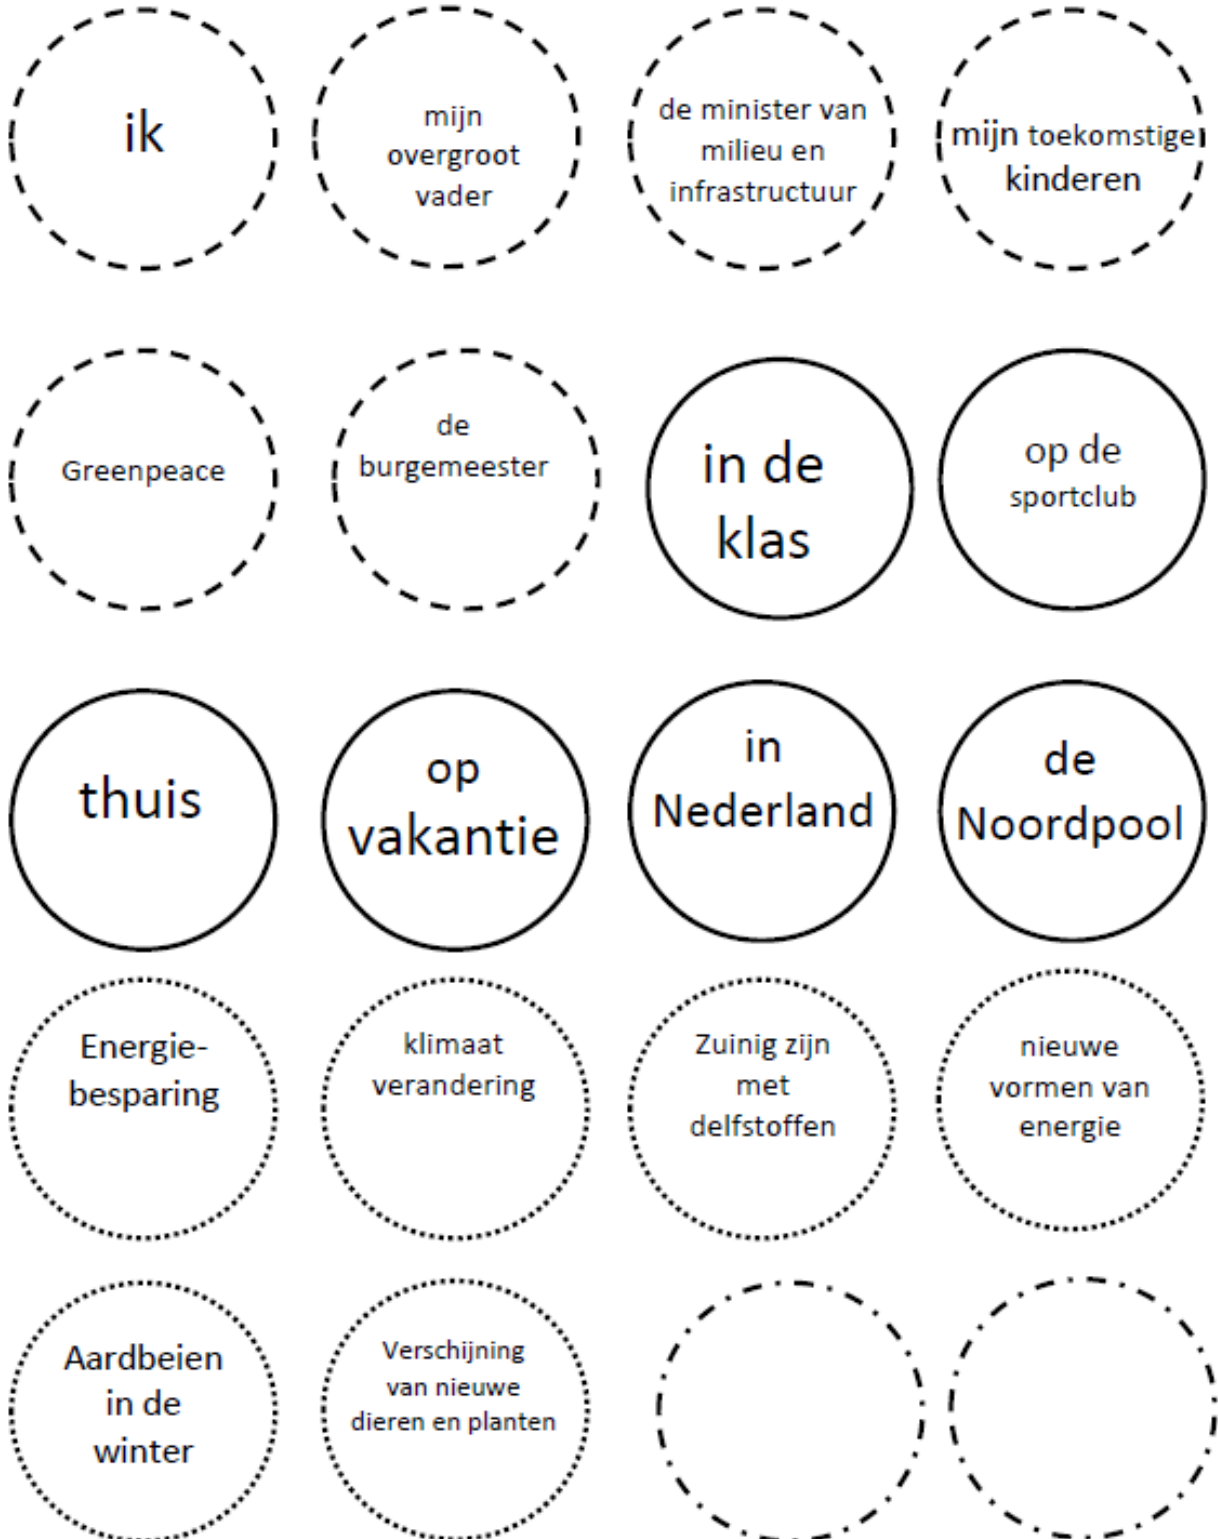 ik
mijn
overgroot
vader
de minister van
milieu en
infrastructuur
mijn toekomstige
kinderen
Greenpeace
de
burgemeester
in de
klas
op de
sportclub
thuis
op
vakantie
in
Nederland
de
Noordpool
Energie-
besparing
klimaat
verandering
Zuinig zijn
met
delfstoffen
nieuwe
vormen van
energie
Aardbeien
in de
winter
Verschijning
van nieuwe
dieren en planten